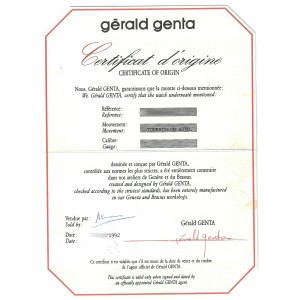 gérald genta
Certificat d'origine
CERTIFICATE OF ORIGIN
Nous, Gérald GENTA, garantissons que la montre ci-dessous mentionnée:
We, Gérald GENTA, certify that the watch underneath mentioned:
Référence :
Reference :
Mouvement:
Movement :
Calibre :
Gauge :
dessinée et conçue par Gérald GENTA,
contrôlée aux normes les plus strictes, a été entièrement construite
dans nos ateliers de Genève et du Brassus.
created and designed by Gérald GENTA,
checked according to the strictest standards, has been entirely manufactured
in our Geneva and Brassus workshops.
Vendue par :
Sold by :
Gérald GENTA
Date : 1992
gérald genta
Ce certificat n'est valable que s'il est muni de la date de vente et du timbre
de l'agent officiel de Gérald GENTA.
This certificate is valid only when signed and dated by
an officially appointed Gérald GENTA agent